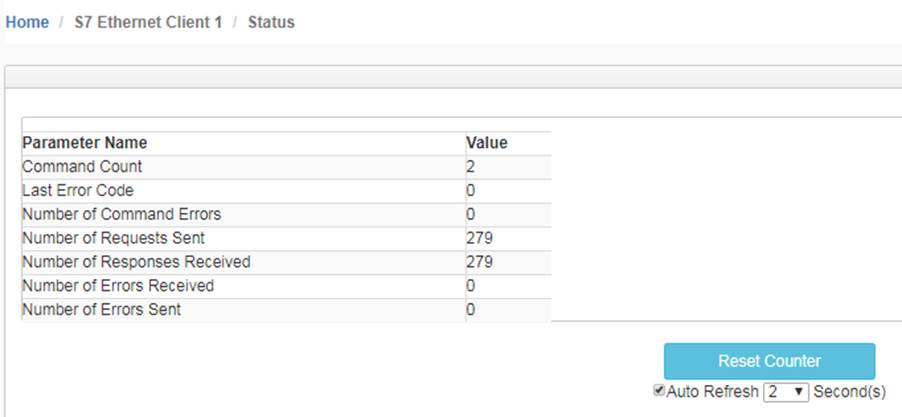 Home / S7 Ethernet Client 1 / Status
Parameter Name Value
Command Count 2
Last Error Code 0
Number of Command Errors 0
Number of Requests Sent 279
Number of Responses Received 279
Number of Errors Received 0
Number of Errors Sent 0
Reset Counter
Auto Refresh 2 Second(s)